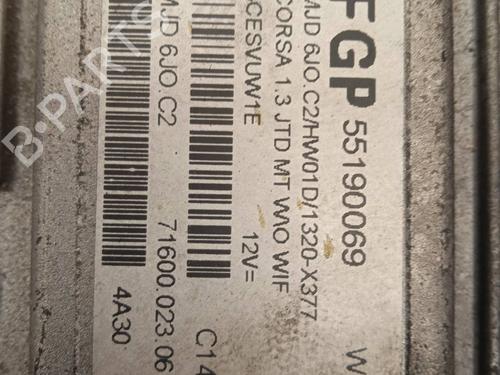 FGP 55190069
MJD 6JO.C2/HW01D/1320-X377
CORSA 1.3 JTD MT W\O WIF
CESVUW1E 12V=
C14
MJD 6JO.C2 71600.023.06
4A30
B-PARTS